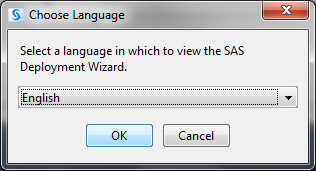 Choose Language
Select a language in which to view the SAS
Deployment Wizard.
English
OK
Cancel